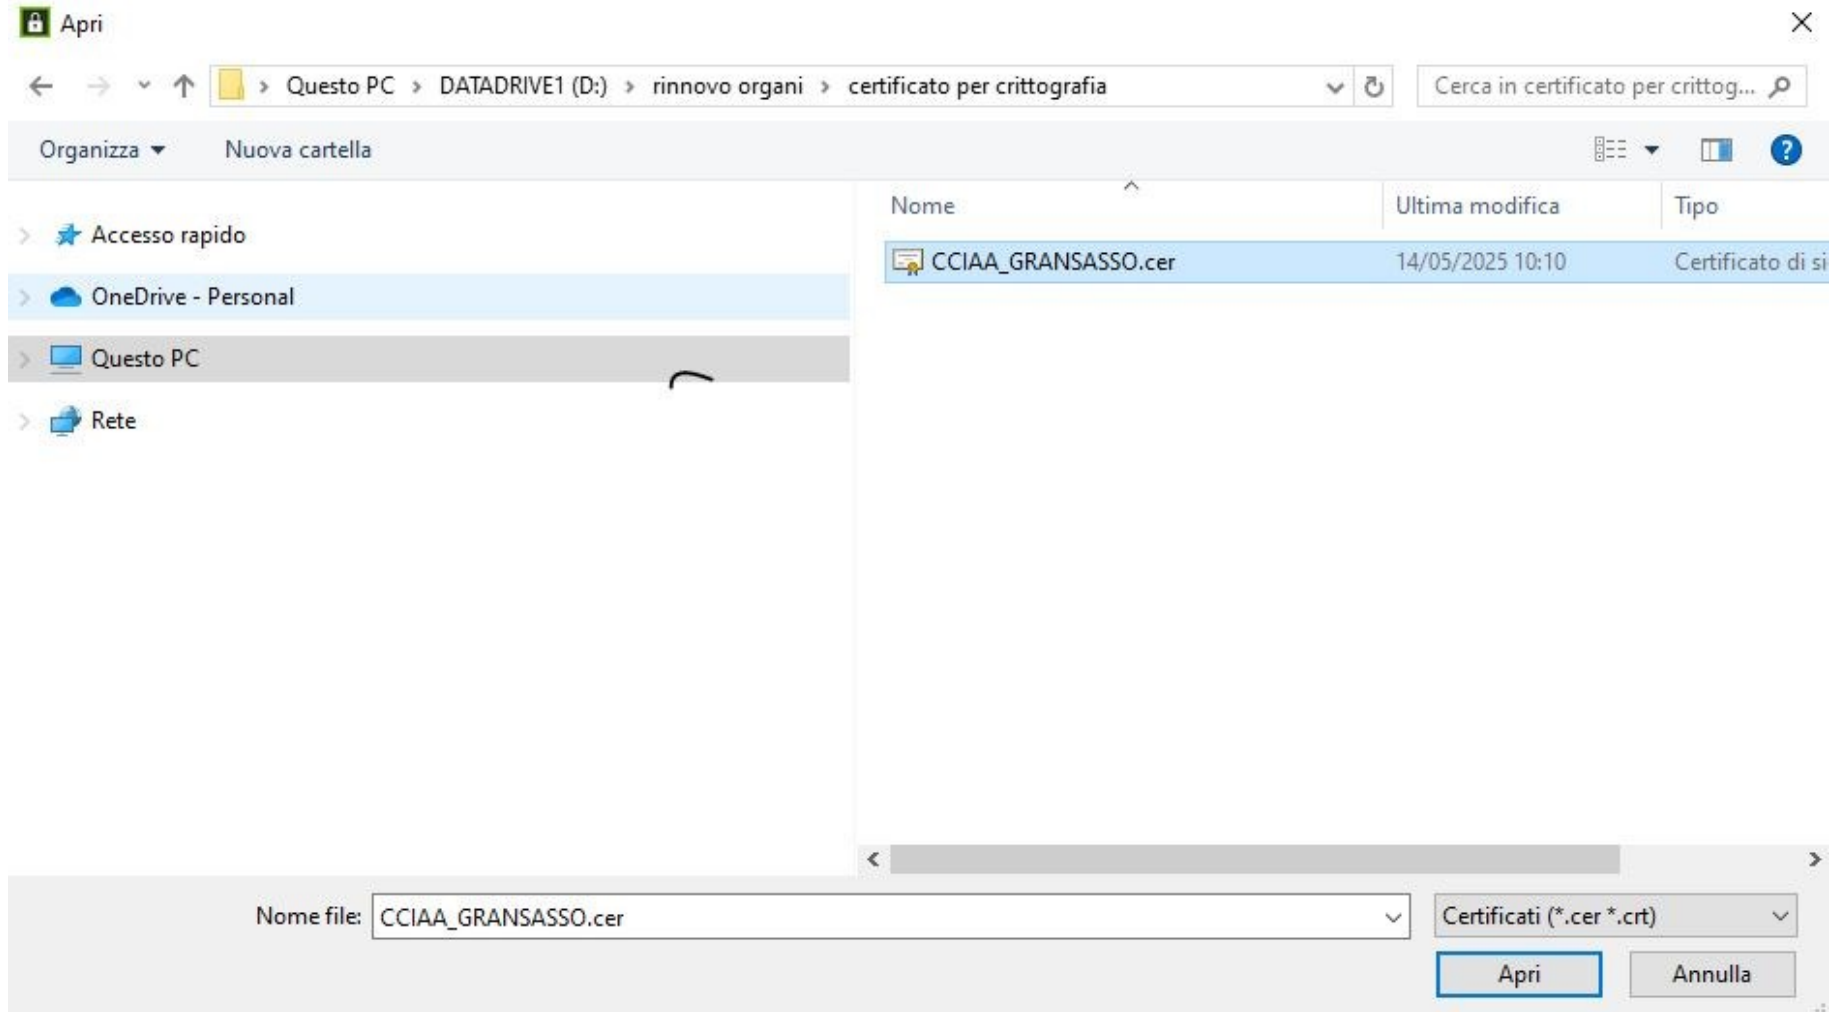 Apri
Questo PC > DATADRIVE1 (D:) > rinnovo organi > certificato per crittografia
Cerca in certificato per crittog...
Organizza
Nuova cartella
Nome
Ultima modifica
Tipo
Accesso rapido
OneDrive - Personal
Questo PC
Rete
CCIAA_GRANSASSO.cer
14/05/2025 10:10
Certificato di si
Nome file:
CCIAA_GRANSASSO.cer
Certificati (*.cer *.crt)
Apri
Annulla